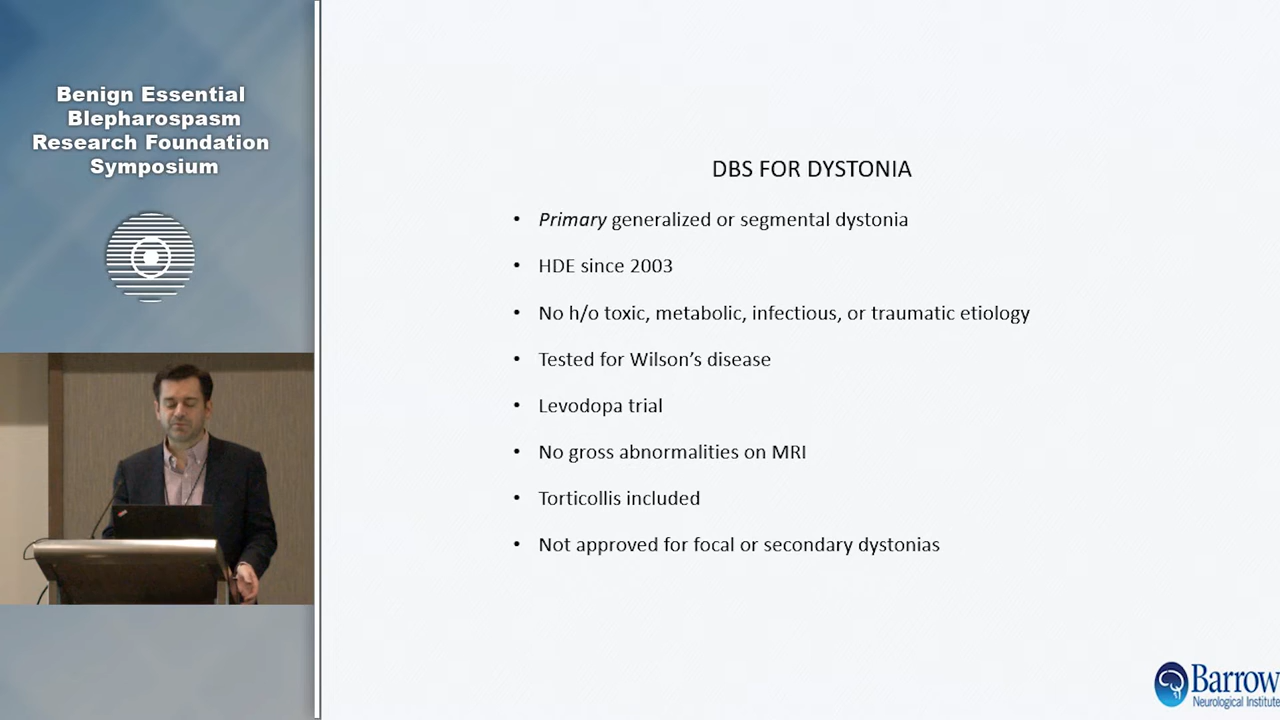 Benign Essential
Blepharospasm
Research Foundation
Symposium
DBS FOR DYSTONIA
• Primary generalized or segmental dystonia
• HDE since 2003
• No h/o toxic, metabolic, infectious, or traumatic etiology
• Tested for Wilson’s disease
• Levodopa trial
• No gross abnormalities on MRI
• Torticollis included
• Not approved for focal or secondary dystonias
Barrow
Neurological Institute